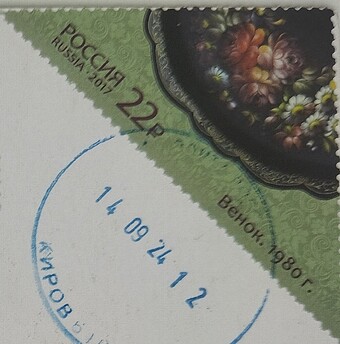 РОССИЯ
RUSSIA · 2017
22₽
Венок. 1980 г.
14 09 24 12
КИРОВ